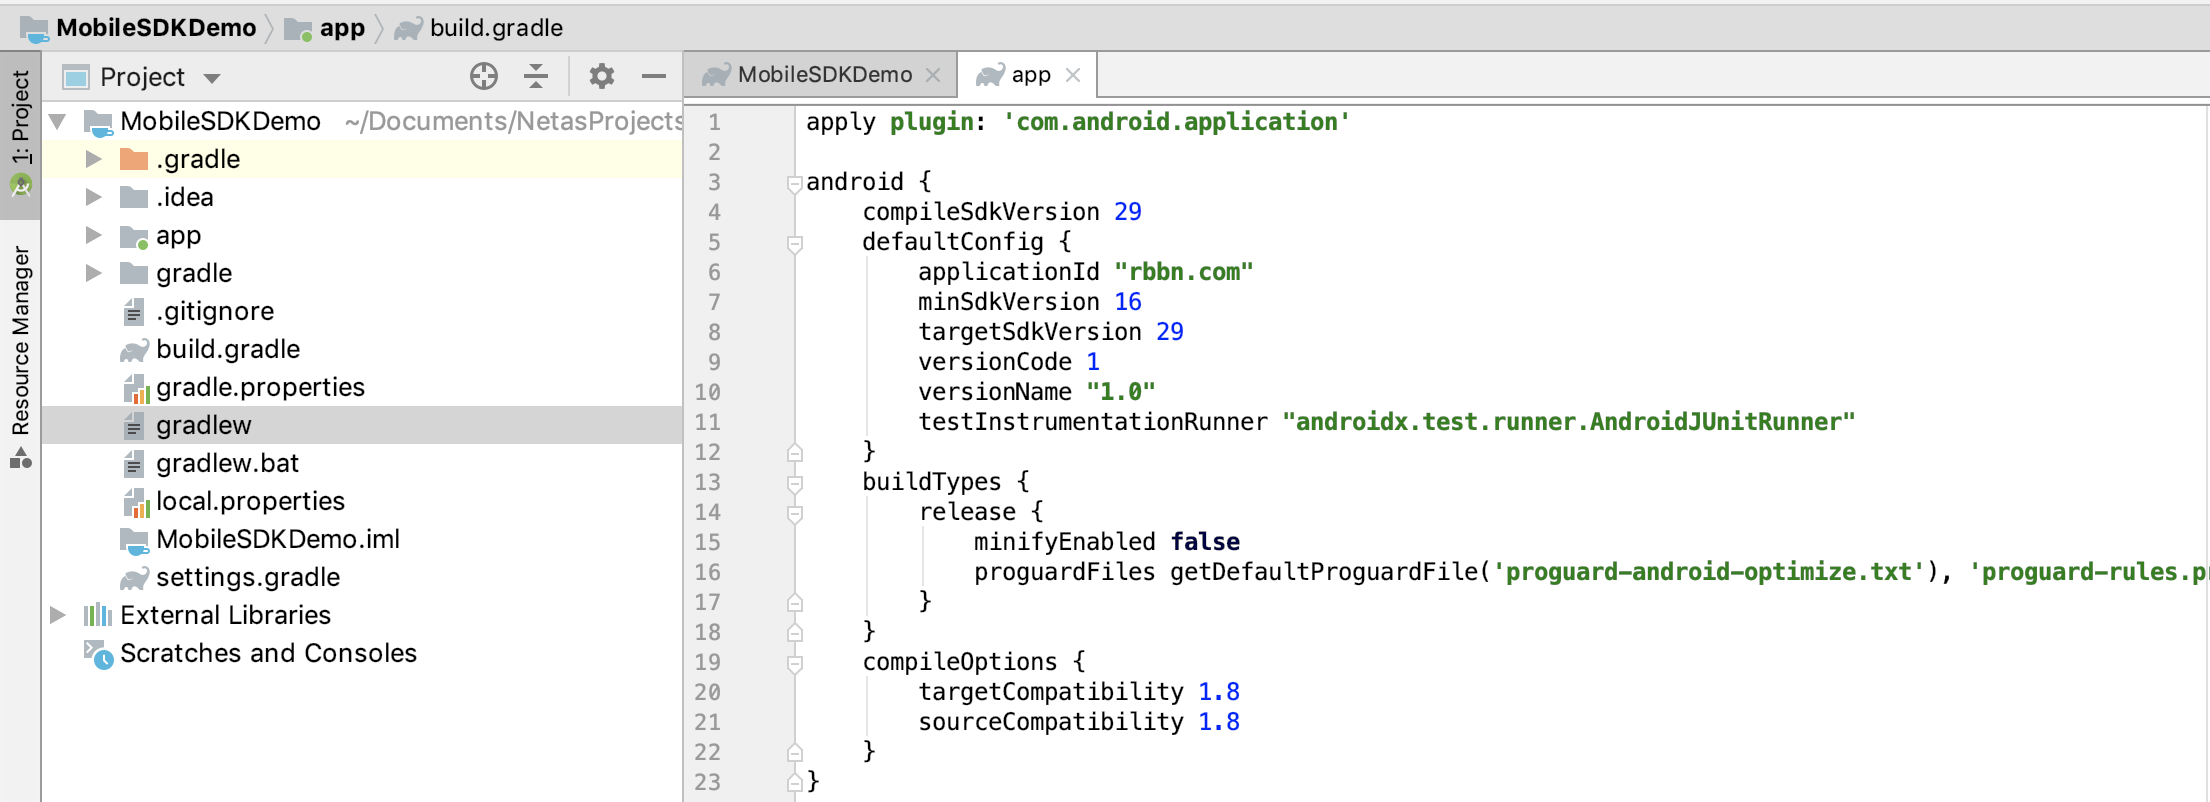 MobileSDKDemo app build.gradle
1: Project
Resource Manager
Project
MobileSDKDemo ~/Documents/NetasProjects
.gradle
.idea
app
gradle
.gitignore
build.gradle
gradle.properties
gradlew
gradlew.bat
local.properties
MobileSDKDemo.iml
settings.gradle
External Libraries
Scratches and Consoles
MobileSDKDemo app
1 apply plugin: 'com.android.application'
2
3 android {
4     compileSdkVersion 29
5     defaultConfig {
6         applicationId "rbbn.com"
7         minSdkVersion 16
8         targetSdkVersion 29
9         versionCode 1
10         versionName "1.0"
11         testInstrumentationRunner "androidx.test.runner.AndroidJUnitRunner"
12     }
13     buildTypes {
14         release {
15             minifyEnabled false
16             proguardFiles getDefaultProguardFile('proguard-android-optimize.txt'), 'proguard-rules.p
17         }
18     }
19     compileOptions {
20         targetCompatibility 1.8
21         sourceCompatibility 1.8
22     }
23 }